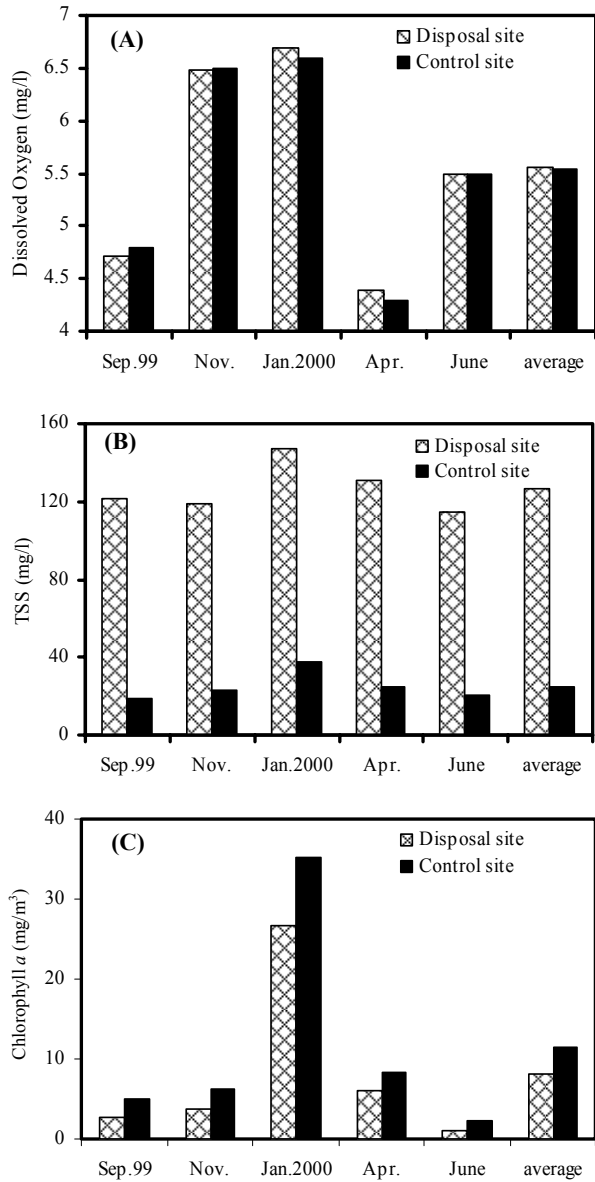 (A)
Disposal site
Control site
Dissolved Oxygen (mg/l)
7
6.5
6
5.5
5
4.5
4
Sep.99 Nov. Jan.2000 Apr. June average
(B)
Disposal site
Control site
TSS (mg/l)
160
120
80
40
0
Sep.99 Nov. Jan.2000 Apr. June average
(C)
Disposal site
Control site
Chlorophyll a (mg/m³)
40
30
20
10
0
Sep.99 Nov. Jan.2000 Apr. June average